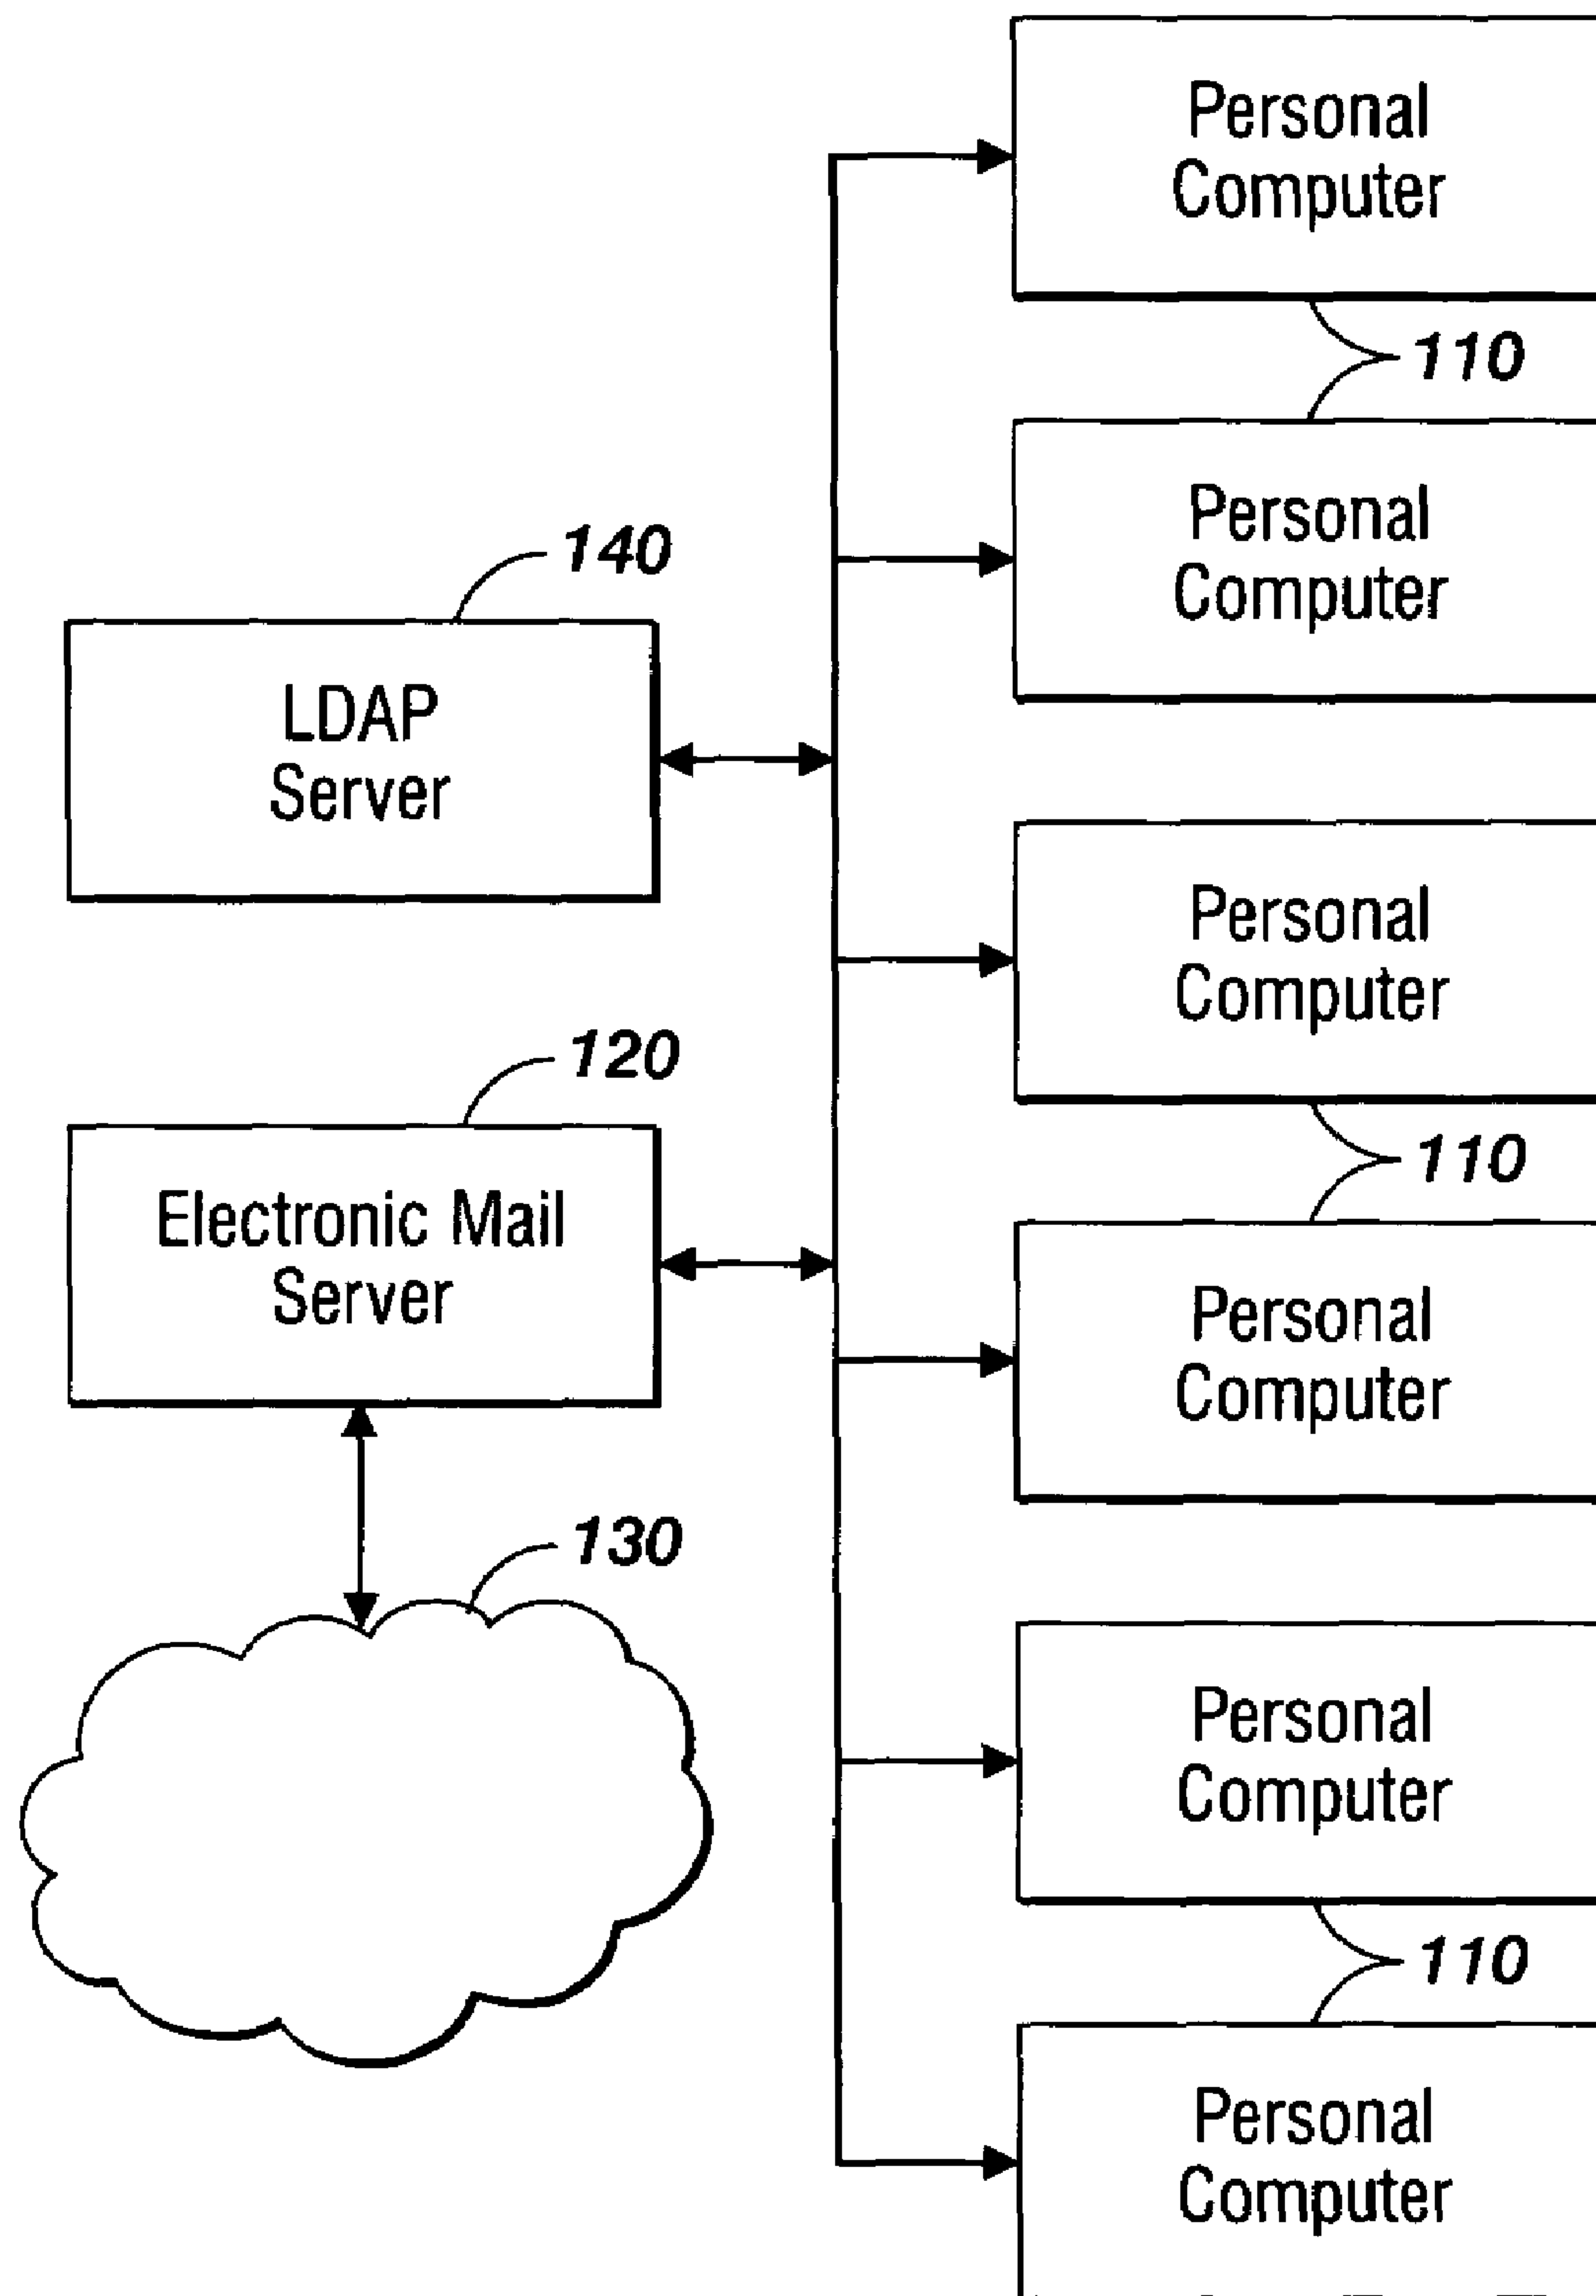 Personal
Computer
110
Personal
Computer
140
LDAP
Server
Personal
Computer
120
110
Electronic Mail
Server
Personal
Computer
130
Personal
Computer
110
Personal
Computer